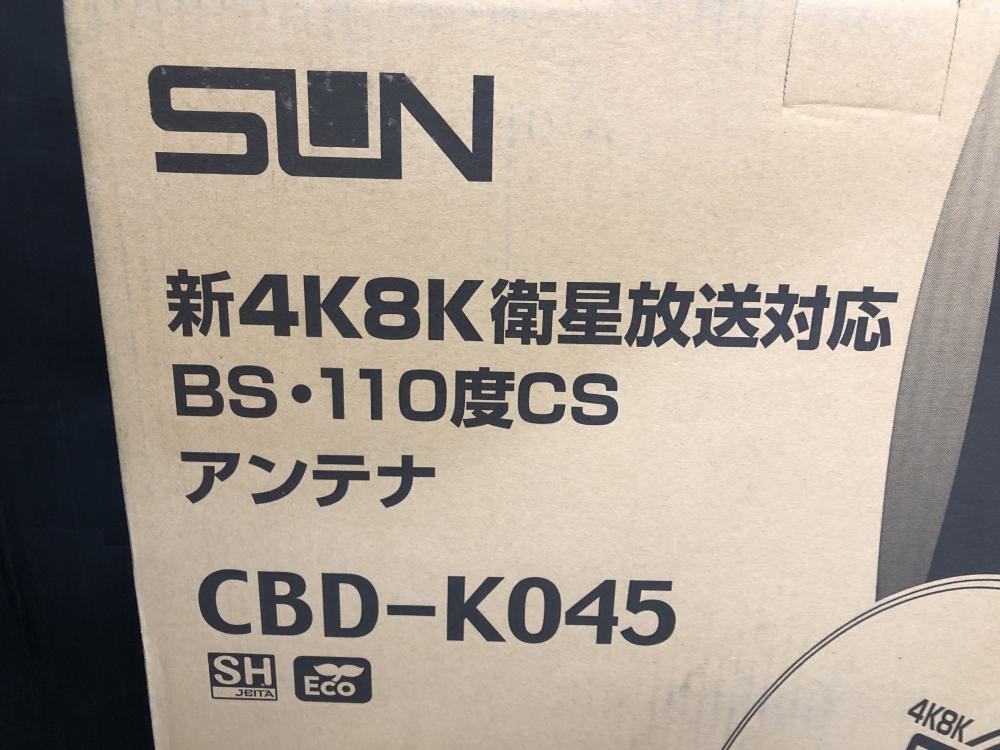 SUN
新4K8K衛星放送対応
BS・110度CS
アンテナ
CBD-K045
SH
JEITA
Eco
4K8K